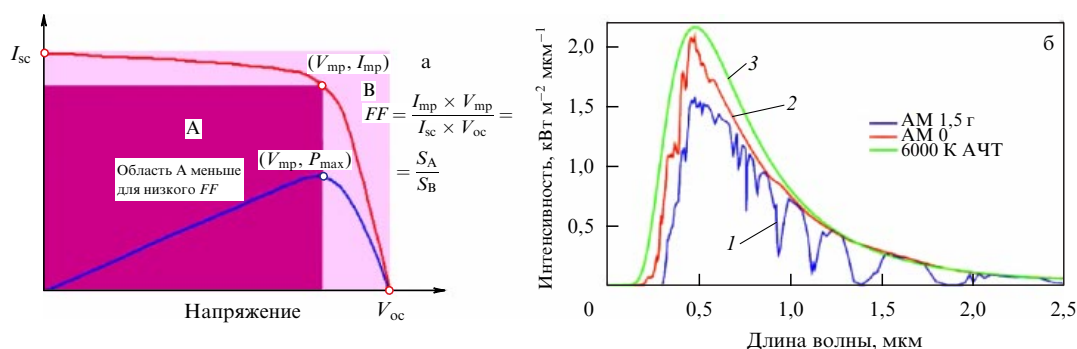 а
I_sc
(V_mp, I_mp)
B
FF = I_mp × V_mp / I_sc × V_oc =
= S_A / S_B
A
(V_mp, P_max)
Область А меньше
для низкого FF
Напряжение
V_oc
б
Интенсивность, кВт м⁻² мкм⁻¹
2,0
1,5
1,0
0,5
3
2
1
АМ 1,5 г
АМ 0
6000 К АЧТ
0
0,5
1,0
1,5
2,0
2,5
Длина волны, мкм